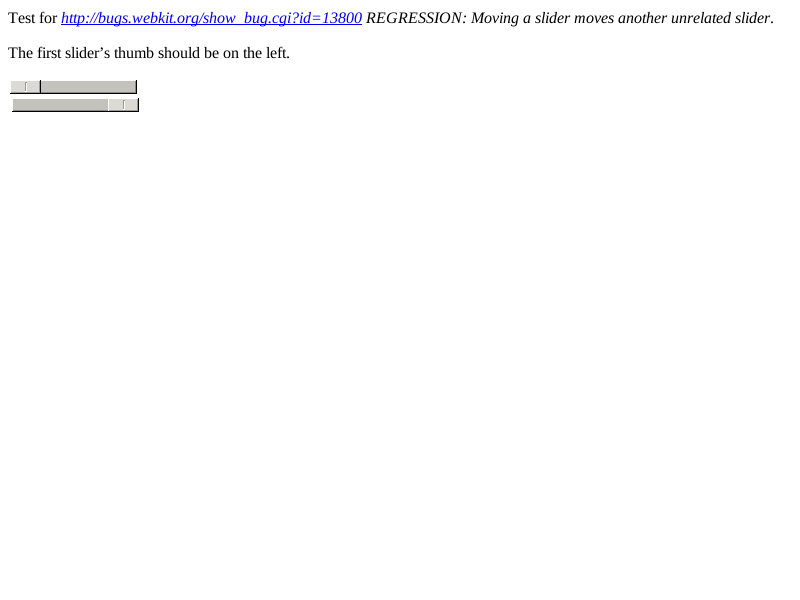 Test for http://bugs.webkit.org/show_bug.cgi?id=13800 REGRESSION: Moving a slider moves another unrelated slider.
The first slider’s thumb should be on the left.